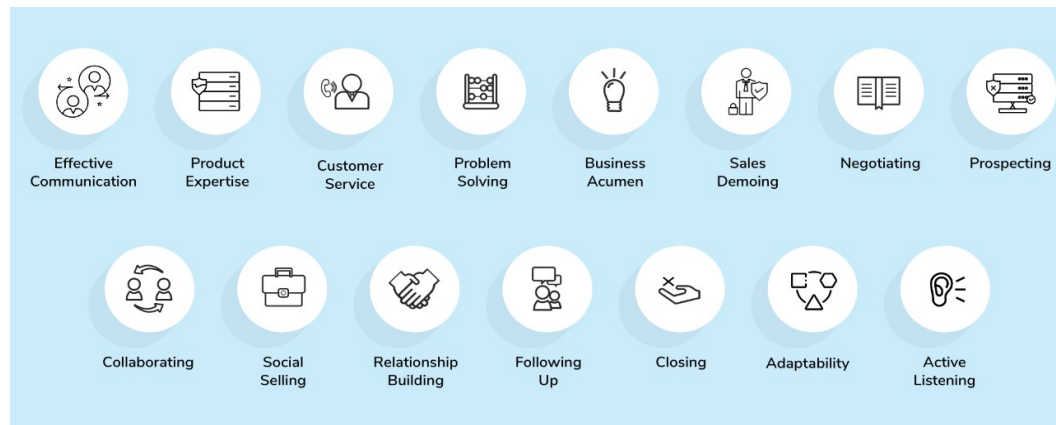 Effective
Communication
Product
Expertise
Customer
Service
Problem
Solving
Business
Acumen
Sales
Demoing
Negotiating
Prospecting
Collaborating
Social
Selling
Relationship
Building
Following
Up
Closing
Adaptability
Active
Listening